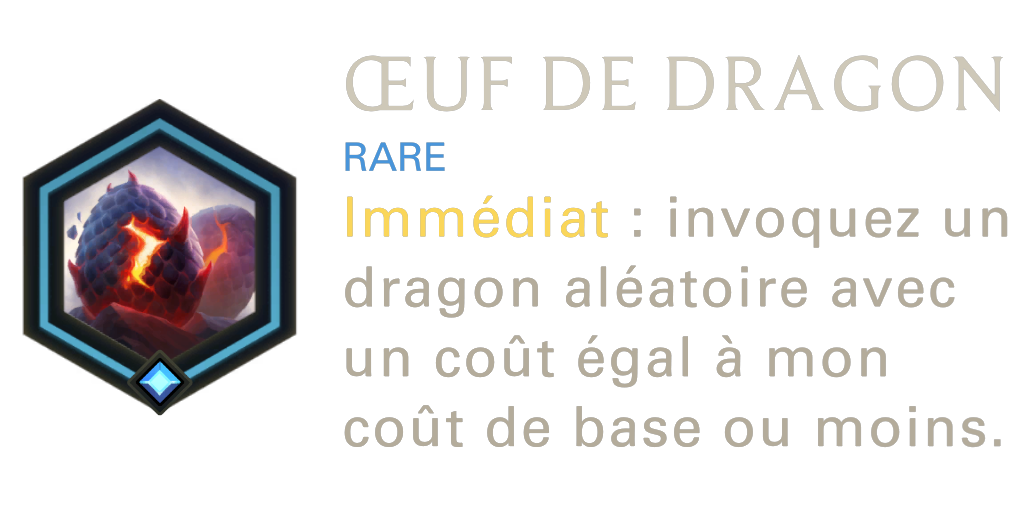 ŒUF DE DRAGON
RARE
Immédiat : invoquez un
dragon aléatoire avec
un coût égal à mon
coût de base ou moins.